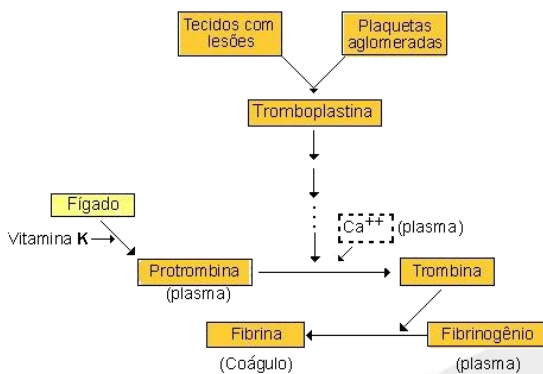 Tecidos com
lesões
Plaquetas
aglomeradas
Tromboplastina
Fígado
Vitamina K
Ca++ (plasma)
Protrombina
(plasma)
Trombina
Fibrina
(Coágulo)
Fibrinogênio
(plasma)